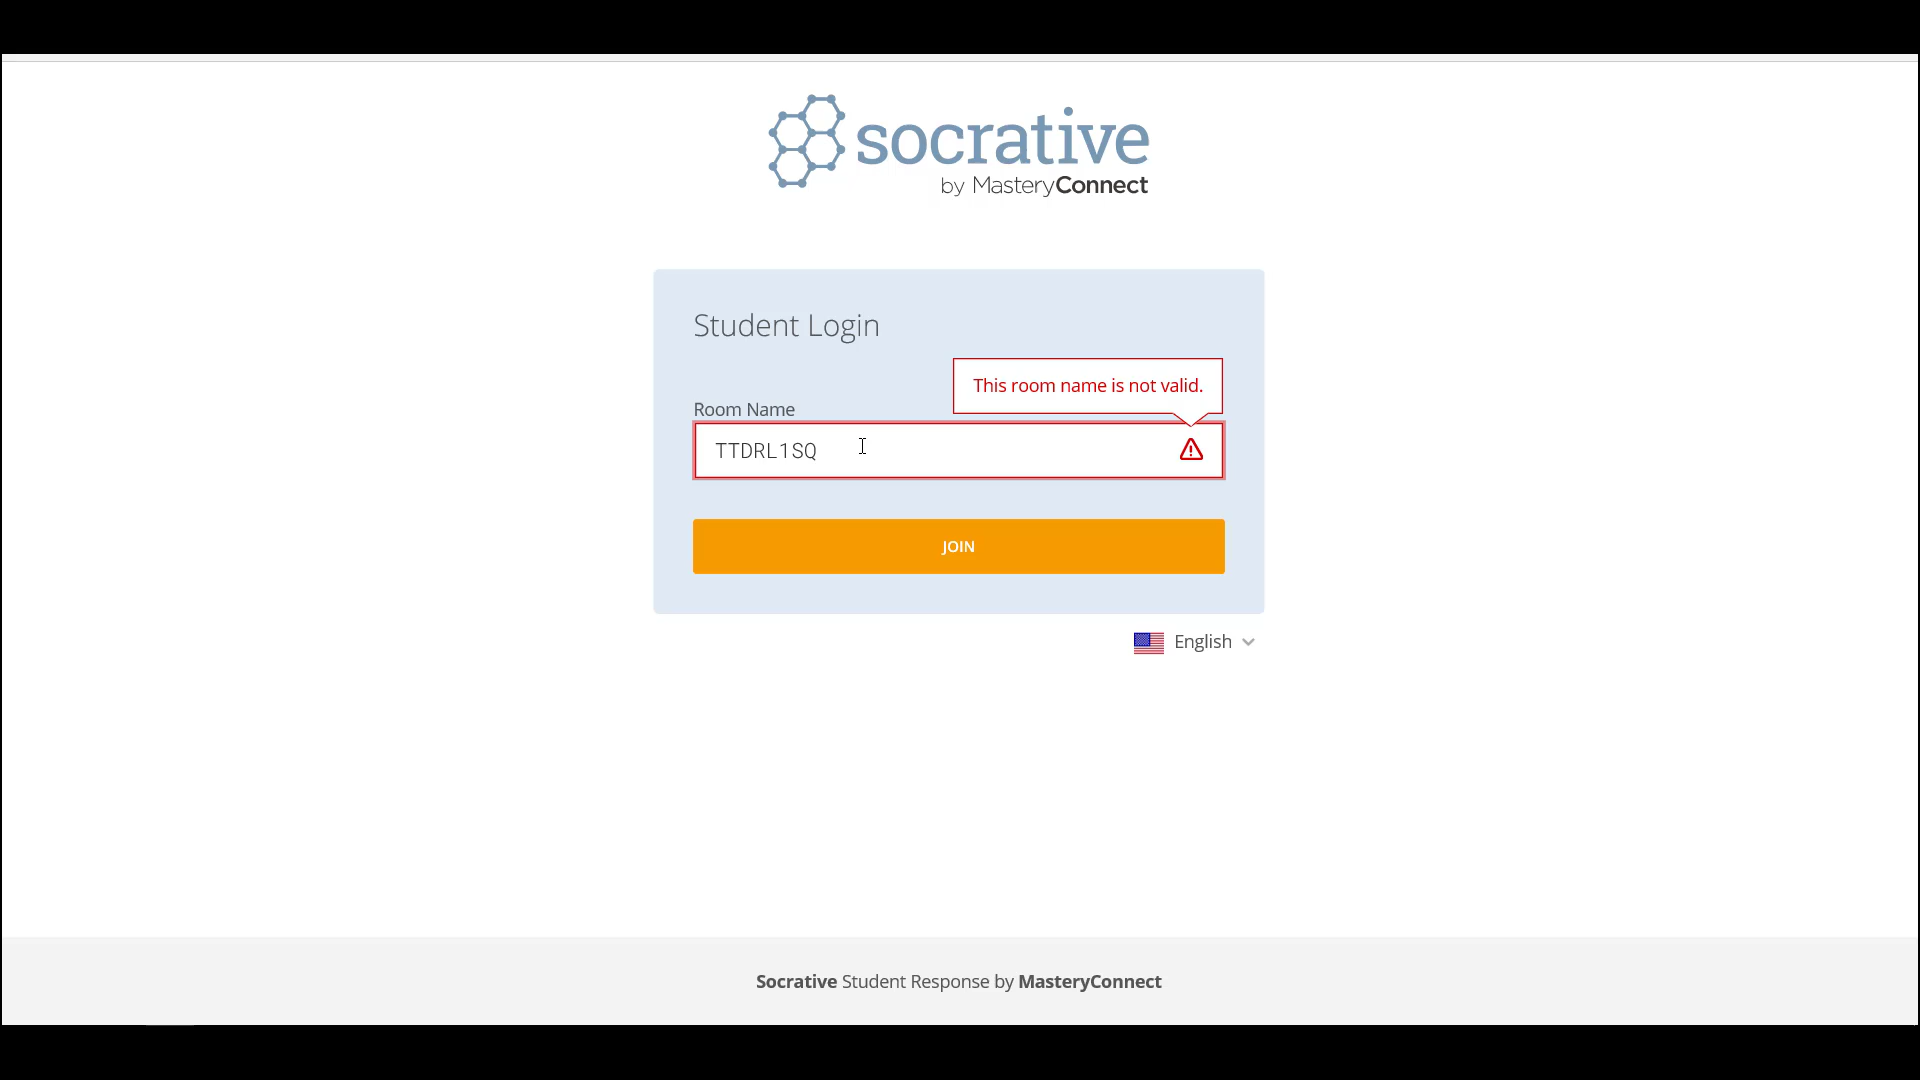 socrative
by MasteryConnect
Student Login
This room name is not valid.
Room Name
TTDRL1SQ
JOIN
English
Socrative Student Response by MasteryConnect